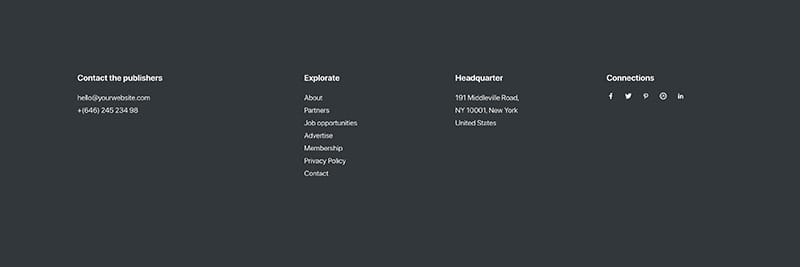 Contact the publishers
hello@yourwebsite.com
+(646) 245 234 98
Explorate
About
Partners
Job opportunities
Advertise
Membership
Privacy Policy
Contact
Headquarter
191 Middleville Road,
NY 10001, New York
United States
Connections